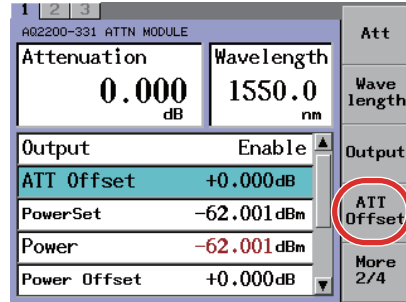 1 2 3
AQ2200-331 ATTN MODULE
Attenuation
0.000
dB
Wavelength
1550.0
nm
Output Enable
ATT Offset +0.000dB
PowerSet -62.001dBm
Power -62.001dBm
Power Offset +0.000dB
Att
Wave
length
Output
ATT
Offset
More
2/4